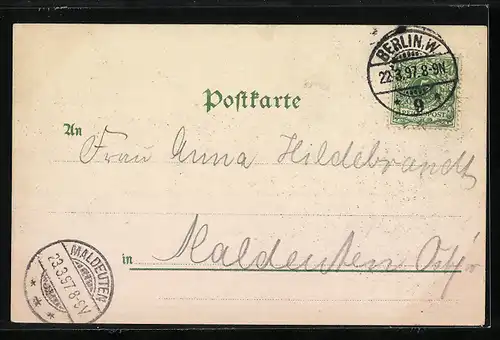 BERLIN, W.
22.3.97.8-9N
* 9
Postkarte
An Frau Anna Hildebrandt
in Maldeuten Ostpr
MALDEUTEN
23.3.97.8-9V
* * *